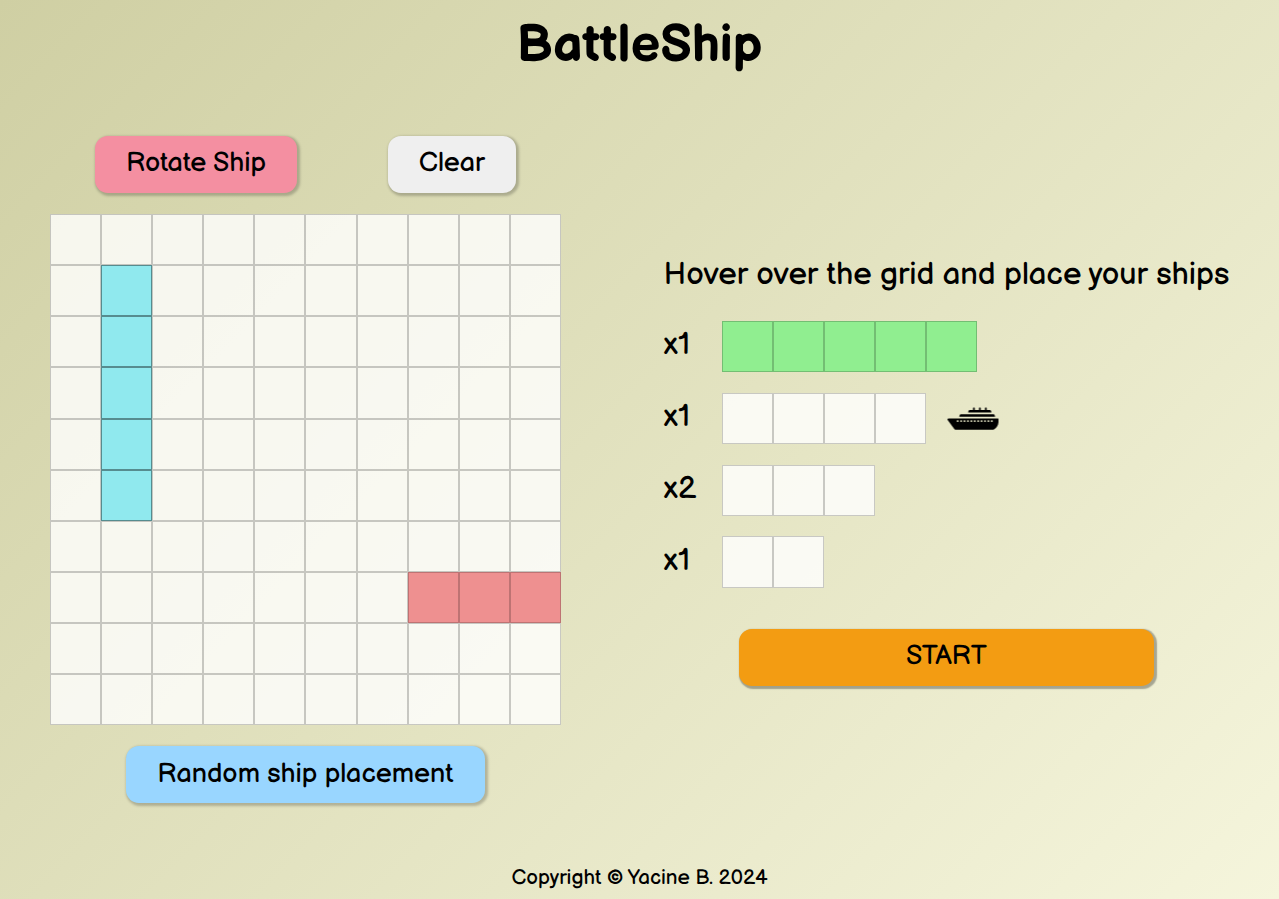 BattleShip
Rotate Ship
Clear
Hover over the grid and place your ships
x1
x1
x2
x1
START
Random ship placement
Copyright © Yacine B. 2024